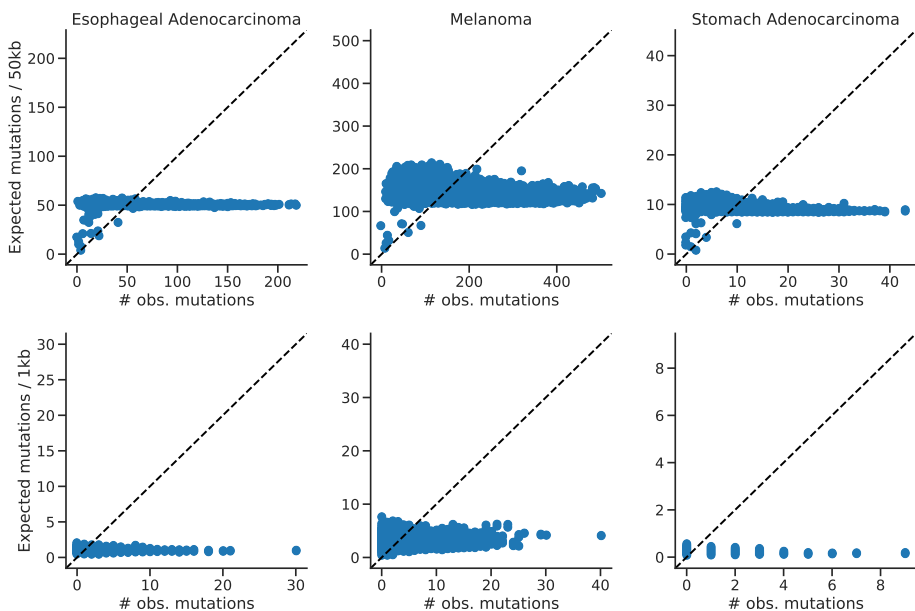 Esophageal Adenocarcinoma
Melanoma
Stomach Adenocarcinoma
Expected mutations / 50kb
200
150
100
50
0
0 50 100 150 200
# obs. mutations
500
400
300
200
100
0
0 200 400
# obs. mutations
40
30
20
10
0
0 10 20 30 40
# obs. mutations
Expected mutations / 1kb
30
25
20
15
10
5
0
0 10 20 30
# obs. mutations
40
30
20
10
0
0 10 20 30 40
# obs. mutations
8
6
4
2
0
0 2 4 6 8
# obs. mutations